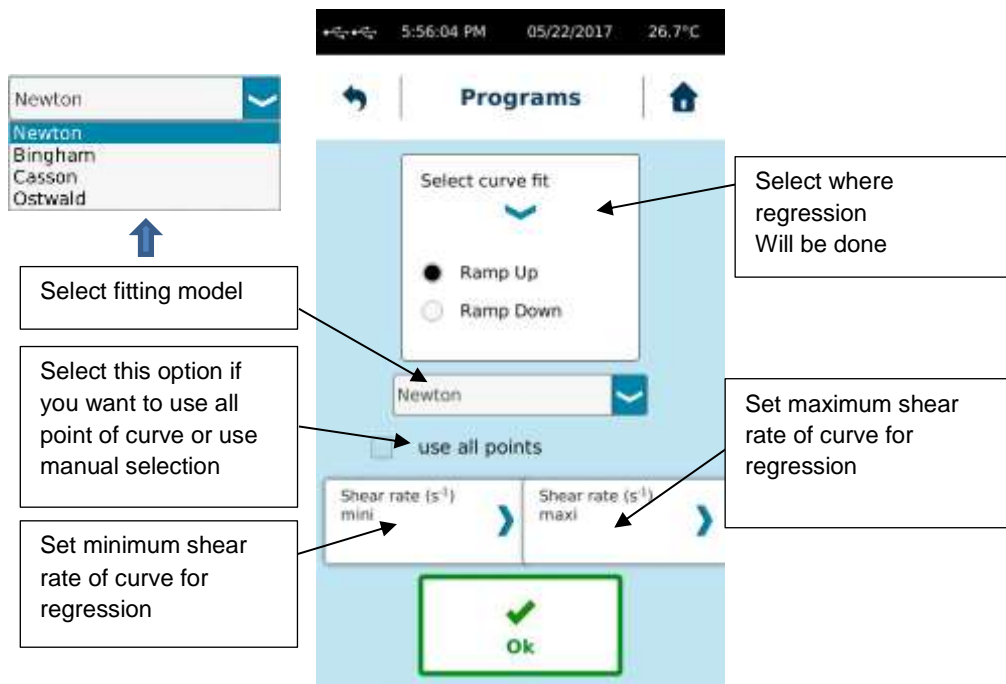 5:56:04 PM 05/22/2017 26.7°C
Programs
Newton
Newton
Bingham
Casson
Ostwald
Select fitting model
Select this option if
you want to use all
point of curve or use
manual selection
Set minimum shear
rate of curve for
regression
Select curve fit
Ramp Up
Ramp Down
Newton
use all points
Shear rate (s⁻¹)
mini
Shear rate (s⁻¹)
maxi
Ok
Select where
regression
Will be done
Set maximum shear
rate of curve for
regression